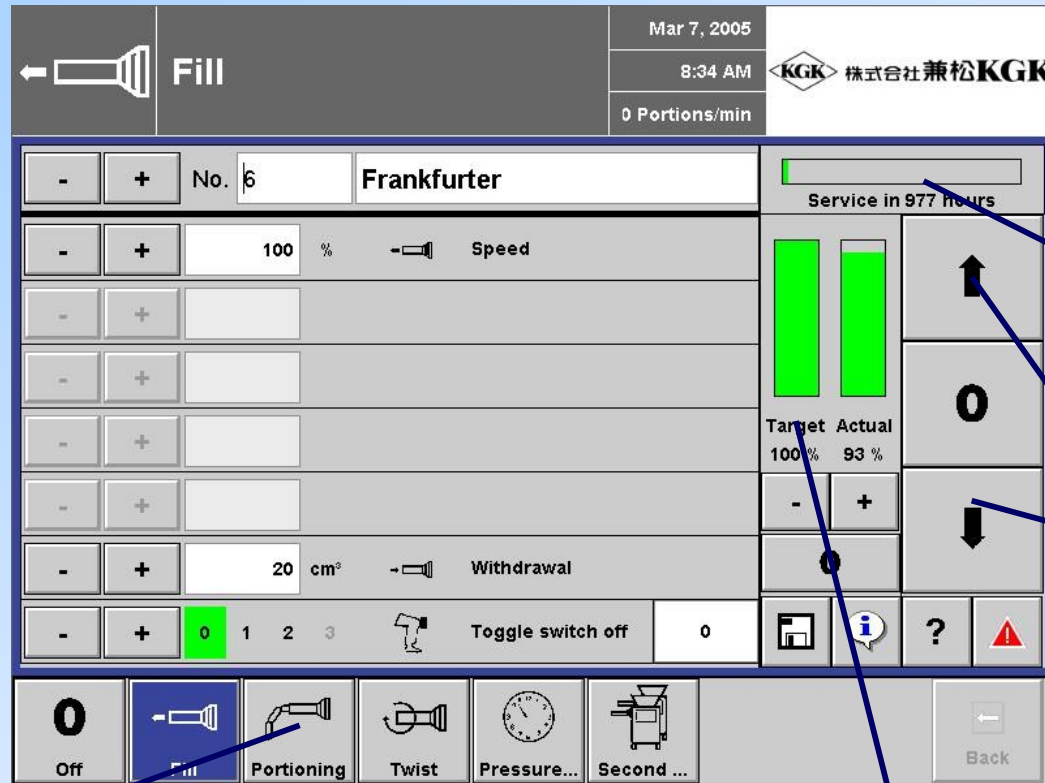 Fill
Mar 7, 2005
8:34 AM
0 Portions/min
KGK 株式会社兼松KGK
- + No. 6 Frankfurter
Service in 977 hours
- + 100 % Speed
- +
- +
- +
- +
Target Actual
100 % 93 %
- +
0
0
- + 20 cm³ Withdrawal
- + 0 1 2 3 Toggle switch off 0
i ? !
0
Off
Fill
Portioning
Twist
Pressure...
Second ...
Back